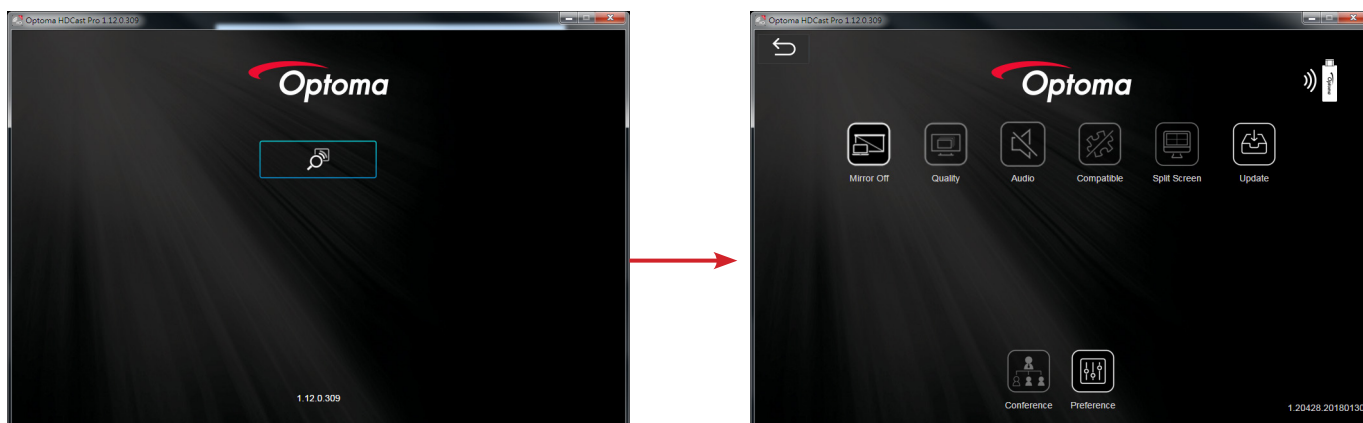 Optoma HDCast Pro 1.12.0.309
Optoma
1.12.0.309
Optoma HDCast Pro 1.12.0.309
Optoma
Optoma
Mirror Off
Quality
Audio
Compatible
Split Screen
Update
Conference
Preference
1.20428.20180130